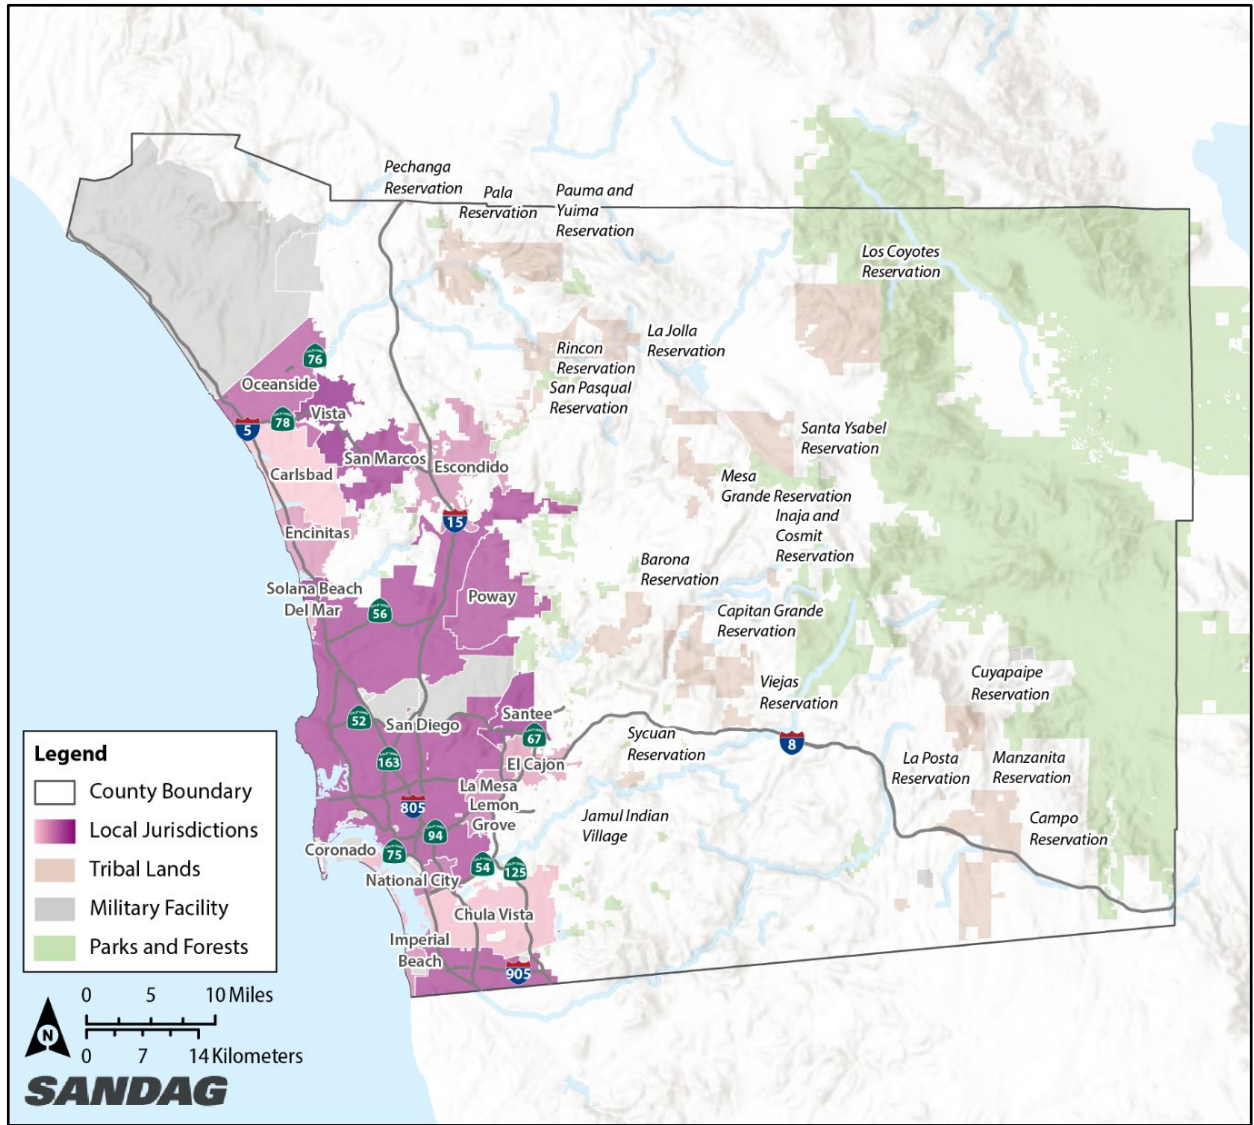 Pechanga
Reservation
Pala
Reservation
Pauma and
Yuima
Reservation
Los Coyotes
Reservation
La Jolla
Reservation
Rincon
Reservation
San Pasqual
Reservation
76
Oceanside
78
Vista
5
San Marcos
Escondido
Carlsbad
Santa Ysabel
Reservation
Mesa
Grande Reservation
Inaja and
Cosmit
Reservation
15
Encinitas
Barona
Reservation
Solana Beach
Del Mar
56
Poway
Capitan Grande
Reservation
Cuyapaipe
Reservation
Viejas
Reservation
52
San Diego
Santee
67
Sycuan
Reservation
8
163
El Cajon
La Posta
Reservation
Manzanita
Reservation
La Mesa
Lemon
Grove
805
94
Jamul Indian
Village
Campo
Reservation
Coronado
75
54
125
National City
Chula Vista
Imperial
Beach
905
Legend
County Boundary
Local Jurisdictions
Tribal Lands
Military Facility
Parks and Forests
0 5 10 Miles
0 7 14 Kilometers
N
SANDAG